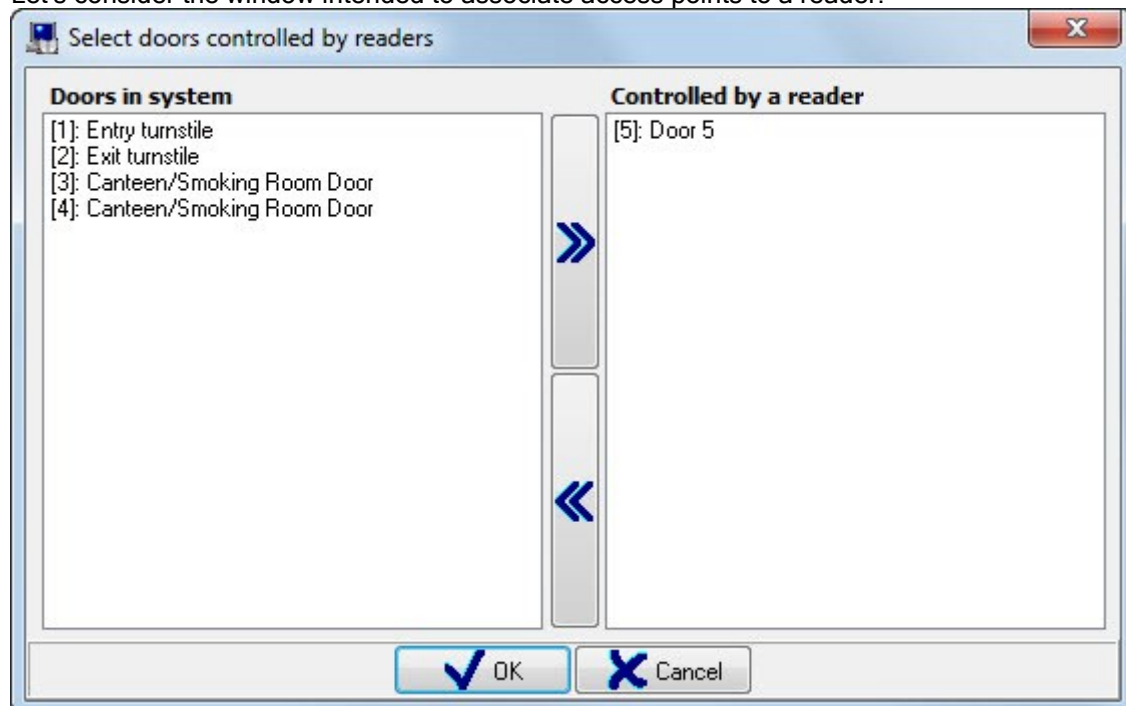 Let's consider the window intended to associate access points to a reader:
Select doors controlled by readers
Doors in system
[1]: Entry turnstile
[2]: Exit turnstile
[3]: Canteen/Smoking Room Door
[4]: Canteen/Smoking Room Door
Controlled by a reader
[5]: Door 5
OK
Cancel